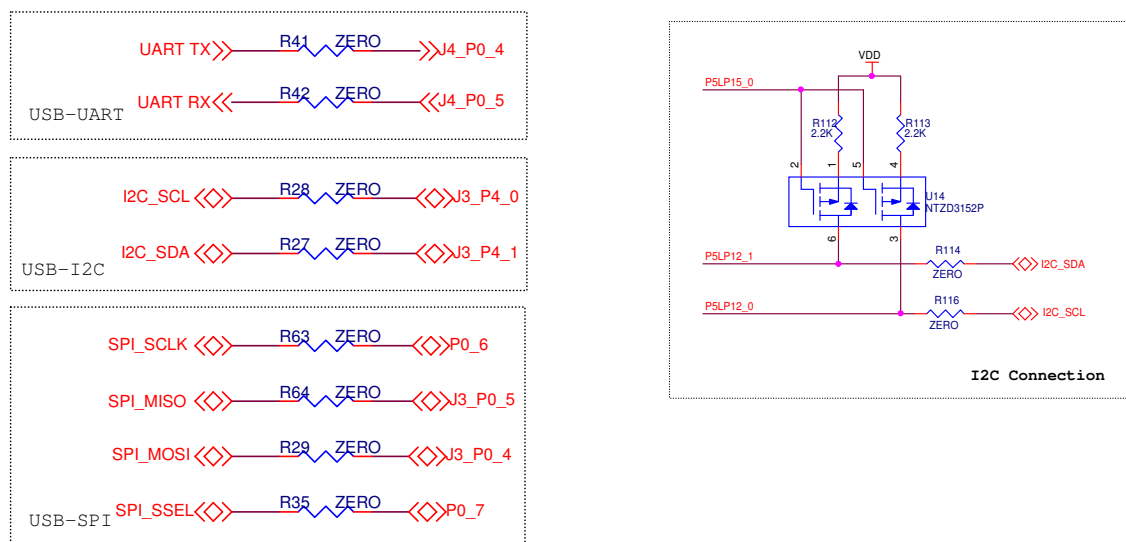 UART TX R41 ZERO J4_P0_4
UART RX R42 ZERO J4_P0_5
USB-UART
I2C_SCL R28 ZERO J3_P4_0
I2C_SDA R27 ZERO J3_P4_1
USB-I2C
SPI_SCLK R63 ZERO P0_6
SPI_MISO R64 ZERO J3_P0_5
SPI_MOSI R29 ZERO J3_P0_4
SPI_SSEL R35 ZERO P0_7
USB-SPI
VDD
P5LP15_0
R112 R113
2.2K 2.2K
2 1 5 4
U14
NTZD3152P
6 3
P5LP12_1 R114 I2C_SDA
ZERO
P5LP12_0 R116 I2C_SCL
ZERO
I2C Connection